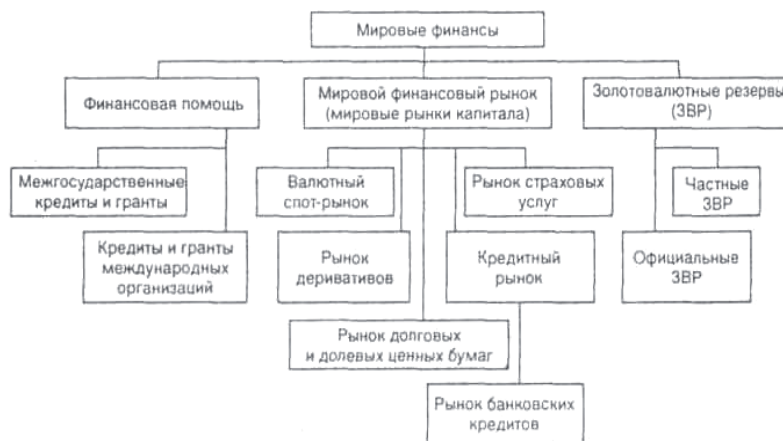 Мировые финансы
Финансовая помощь
Мировой финансовый рынок
(мировые рынки капитала)
Золотовалютные резервы
(ЗВР)
Межгосударственные
кредиты и гранты
Валютный
спот-рынок
Рынок страховых
услуг
Частные
ЗВР
Кредиты и гранты
международных
организаций
Рынок
деривативов
Кредитный
рынок
Официальные
ЗВР
Рынок долговых
и долевых ценных бумаг
Рынок банковских
кредитов